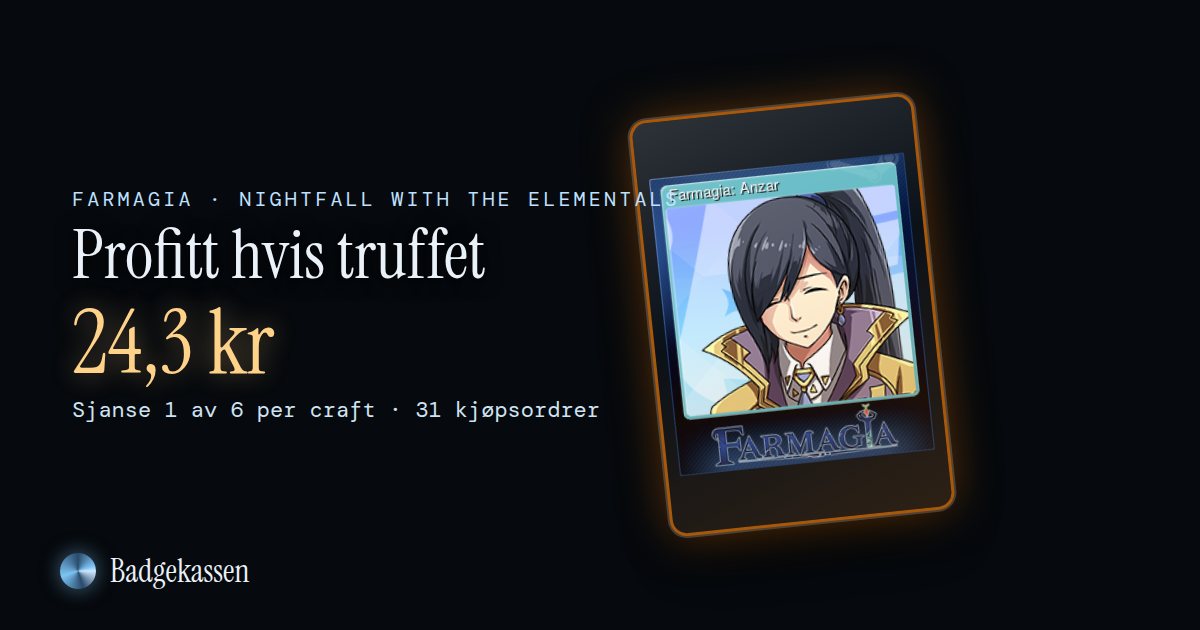 FARMAGIA · NIGHTFALL WITH THE ELEMENTALS
Profitt hvis truffet
24,3 kr
Sjanse 1 av 6 per craft · 31 kjøpsordrer
Farmagia: Anzar
FARMAGIA
Badgekassen